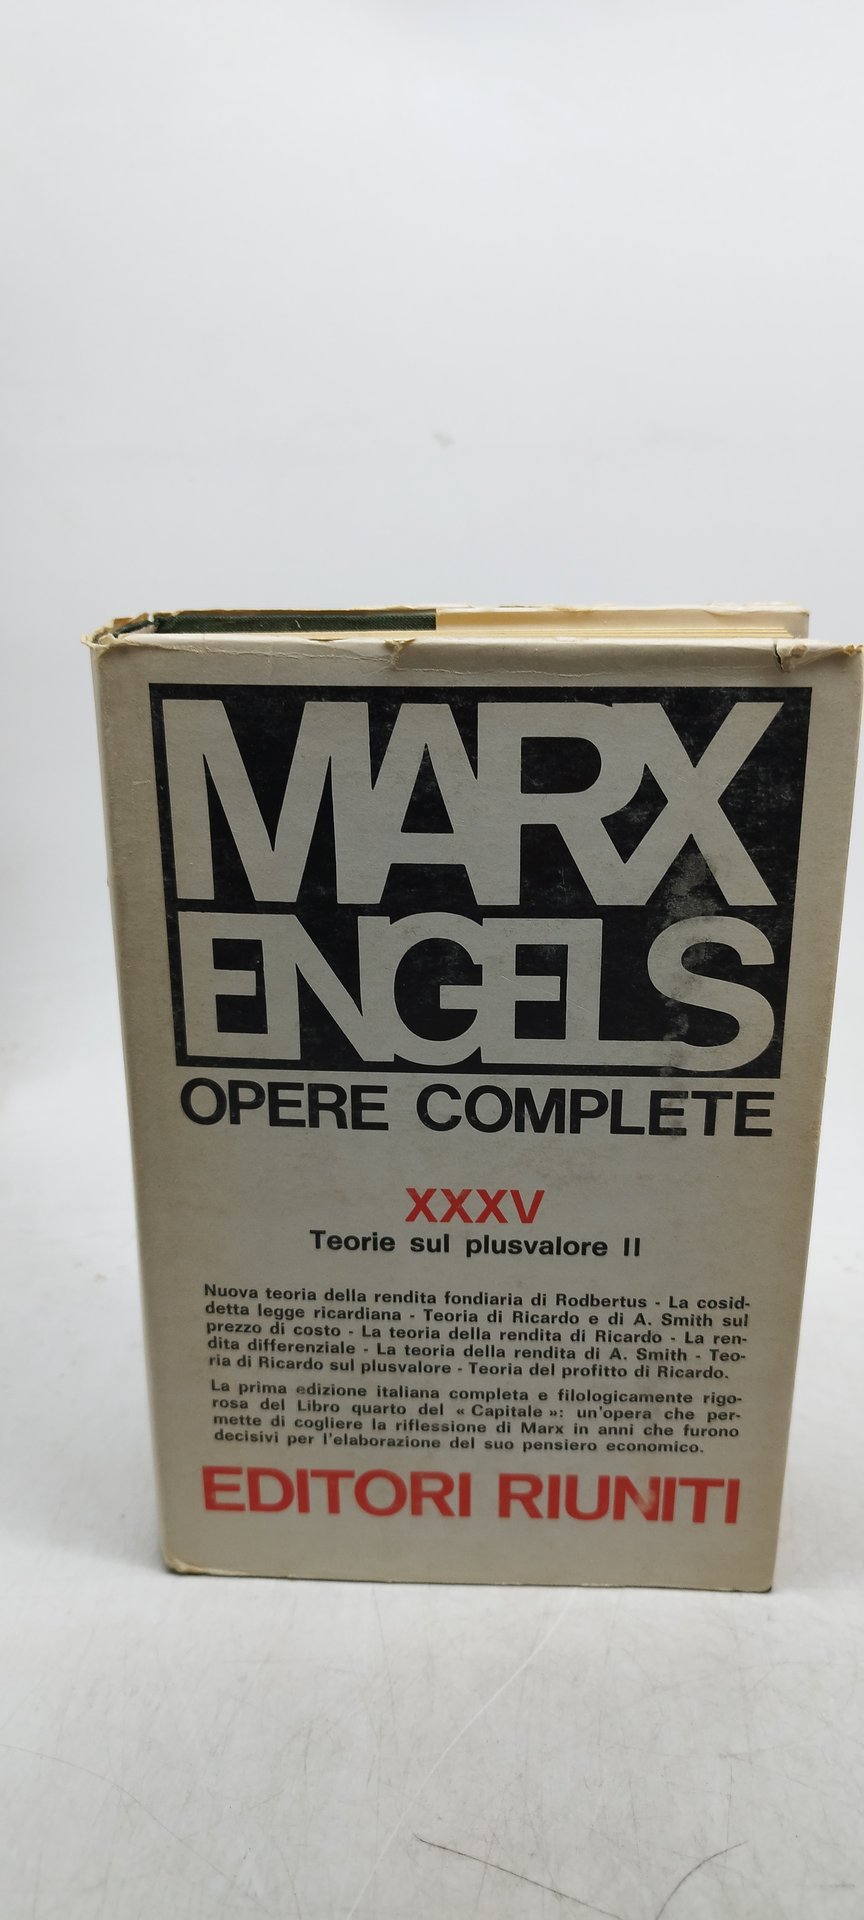 MARX
ENGELS
OPERE COMPLETE
XXXV
Teorie sul plusvalore II
Nuova teoria della rendita fondiaria di Rodbertus - La cosid-
detta legge ricardiana - Teoria di Ricardo e di A. Smith sul
prezzo di costo - La teoria della rendita di Ricardo - La ren-
dita differenziale - La teoria della rendita di A. Smith - Teo-
ria di Ricardo sul plusvalore - Teoria del profitto di Ricardo.
La prima edizione italiana completa e filologicamente rigo-
rosa del Libro quarto del « Capitale »: un'opera che per-
mette di cogliere la riflessione di Marx in anni che furono
decisivi per l'elaborazione del suo pensiero economico.
EDITORI RIUNITI